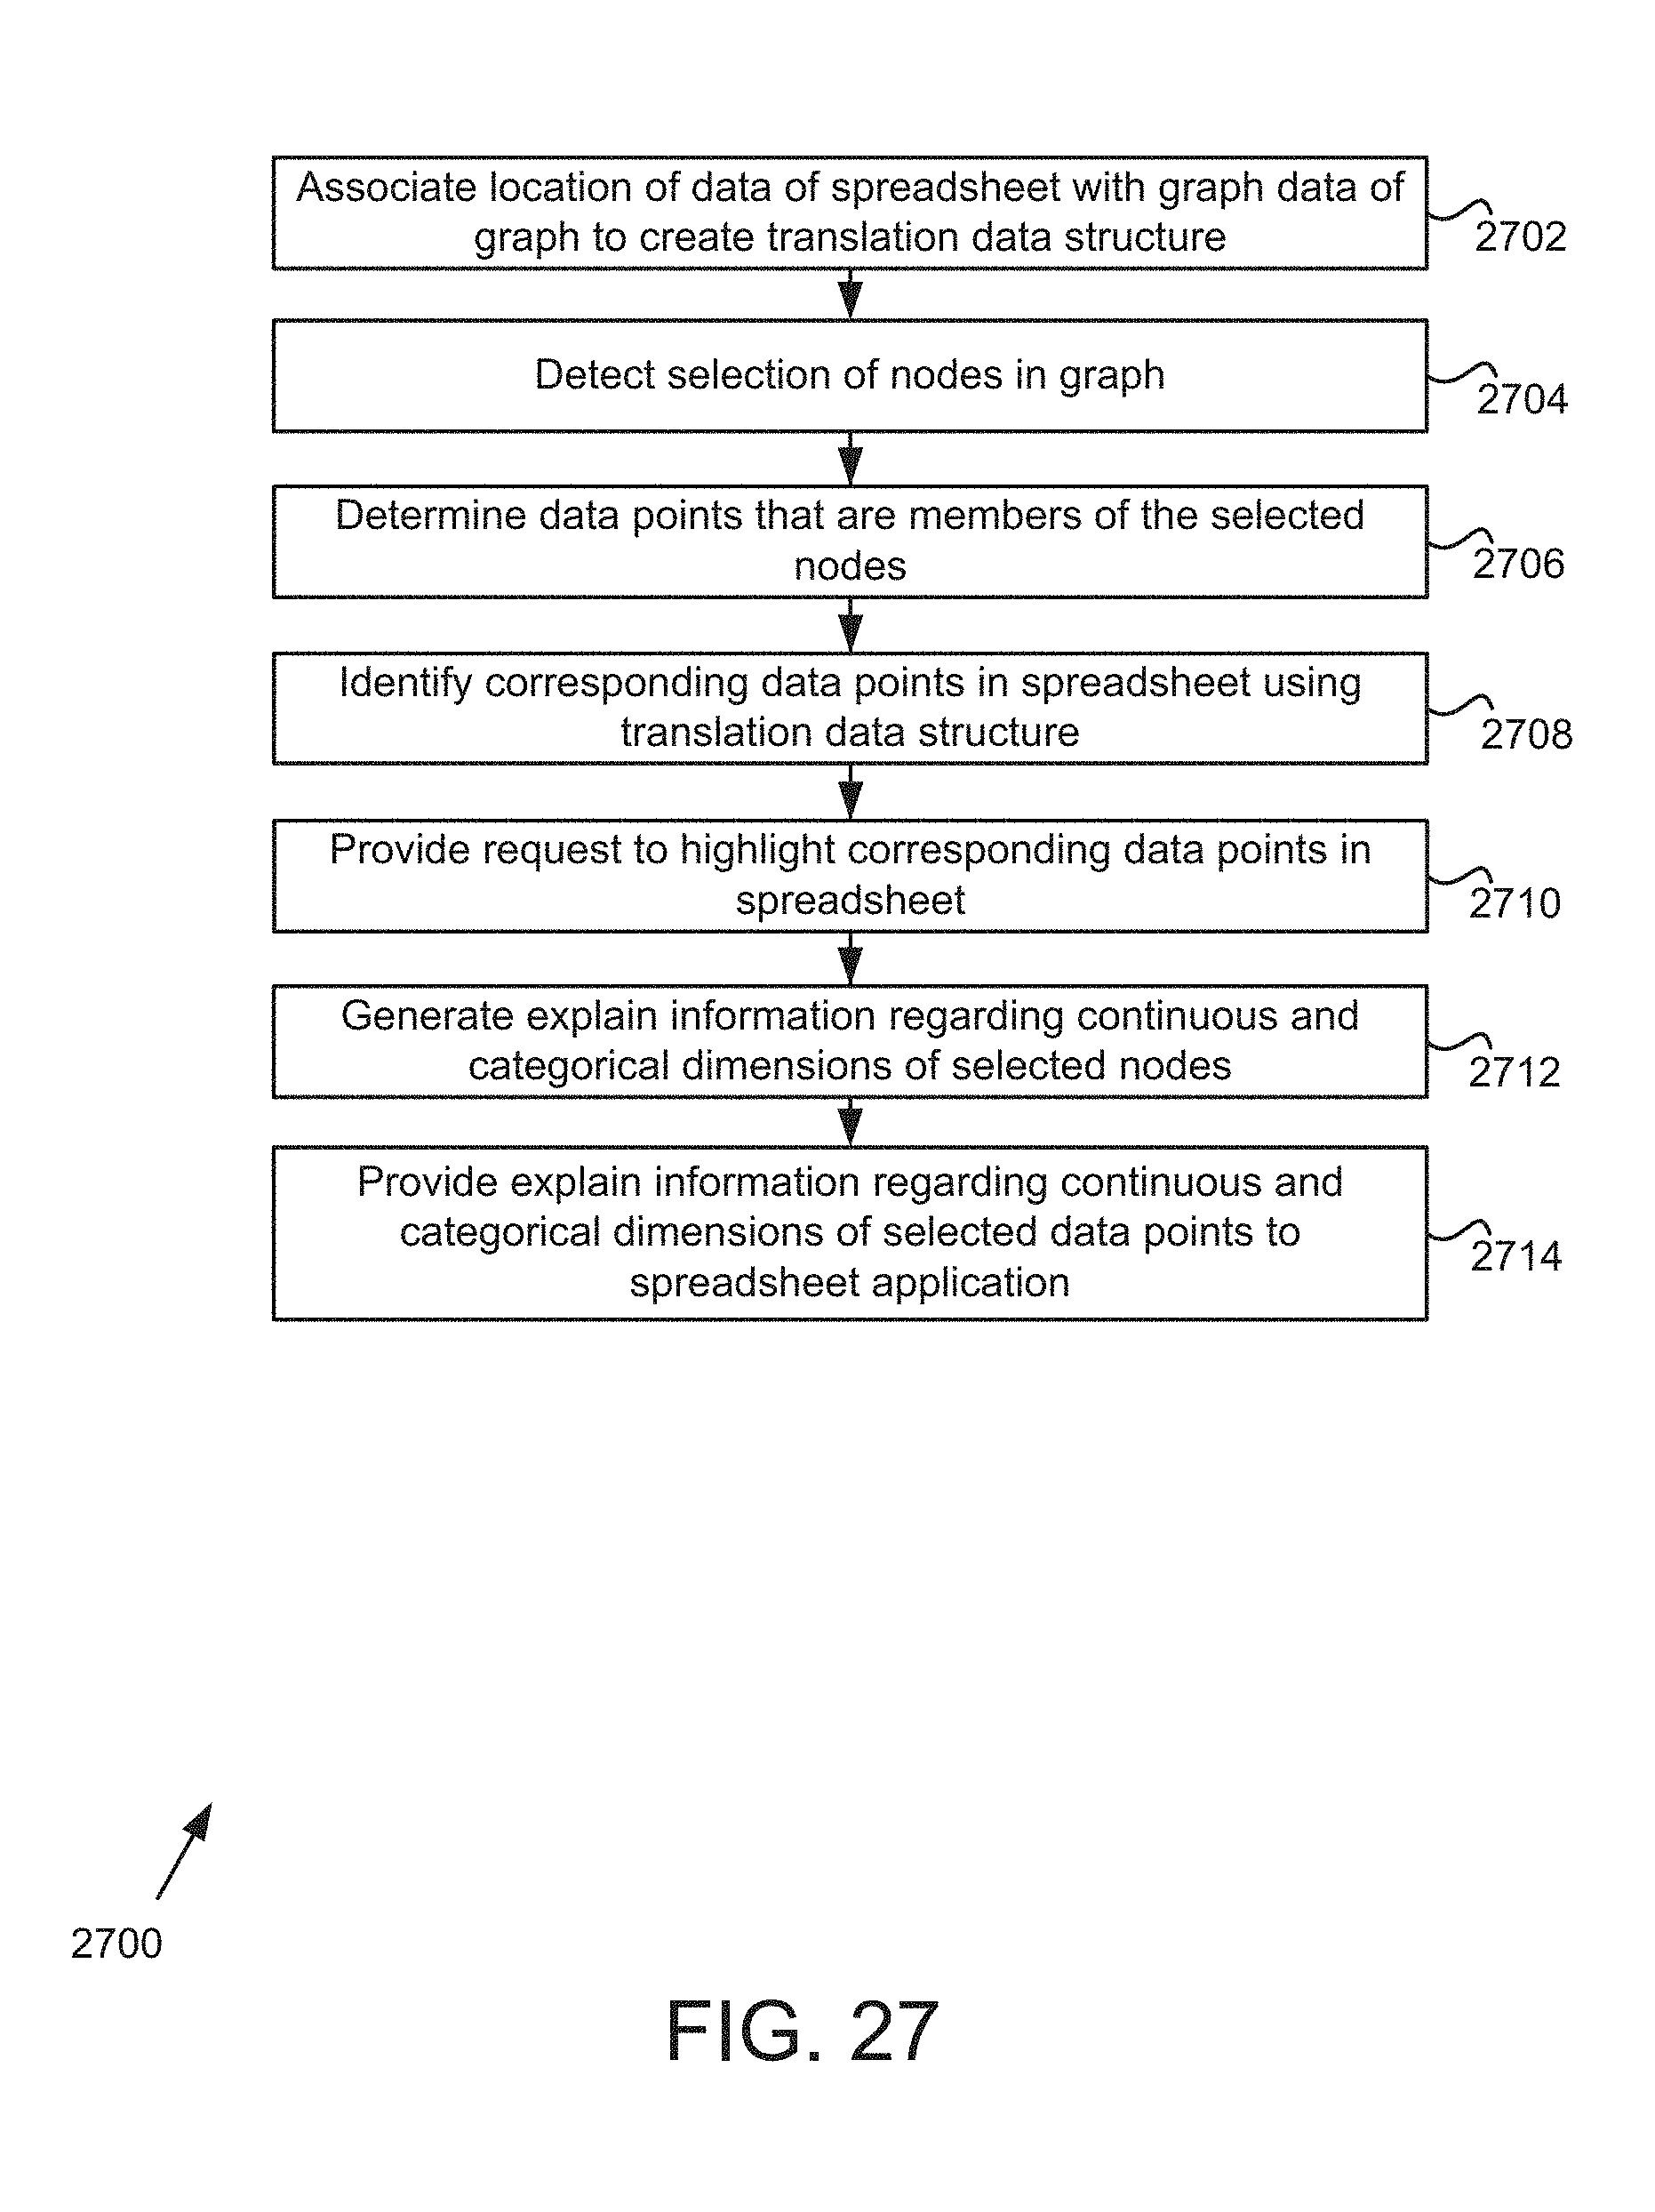 Associate location of data of spreadsheet with graph data of
graph to create translation data structure
2702
Detect selection of nodes in graph
2704
Determine data points that are members of the selected
nodes
2706
Identify corresponding data points in spreadsheet using
translation data structure
2708
Provide request to highlight corresponding data points in
spreadsheet
2710
Generate explain information regarding continuous and
categorical dimensions of selected nodes
2712
Provide explain information regarding continuous and
categorical dimensions of selected data points to
spreadsheet application
2714
2700
FIG. 27